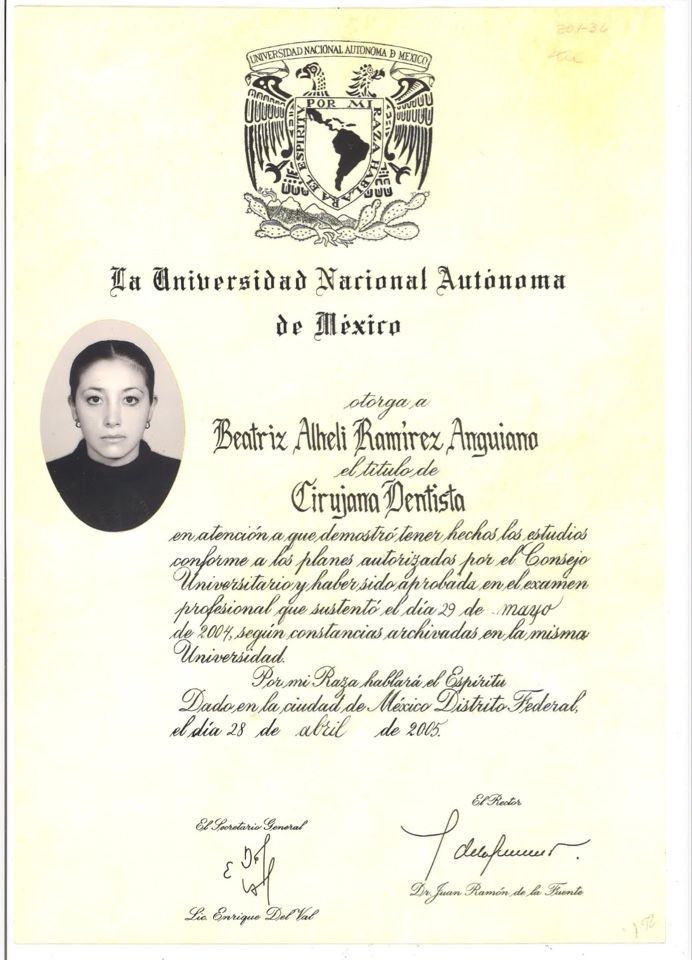 201-36
UNIVERSIDAD NACIONAL AUTONOMA D MEXICO
POR MI RAZA HABLARA EL ESPIRITU
La Universidad Nacional Autónoma
de México
otorga a
Beatriz Alheli Ramírez Anguiano
el título de
Cirujana Dentista
en atención a que demostró tener hechos los estudios
conforme a los planes autorizados por el Consejo
Universitario y haber sido aprobada en el examen
profesional que sustentó el día 29 de mayo
de 2004, según constancias archivadas en la misma
Universidad.
Por mi Raza hablará el Espíritu
Dado en la ciudad de México Distrito Federal,
el día 28 de abril de 2005.
El Rector
El Secretario General
Dr. Juan Ramón de la Fuente
Lic. Enrique Del Val